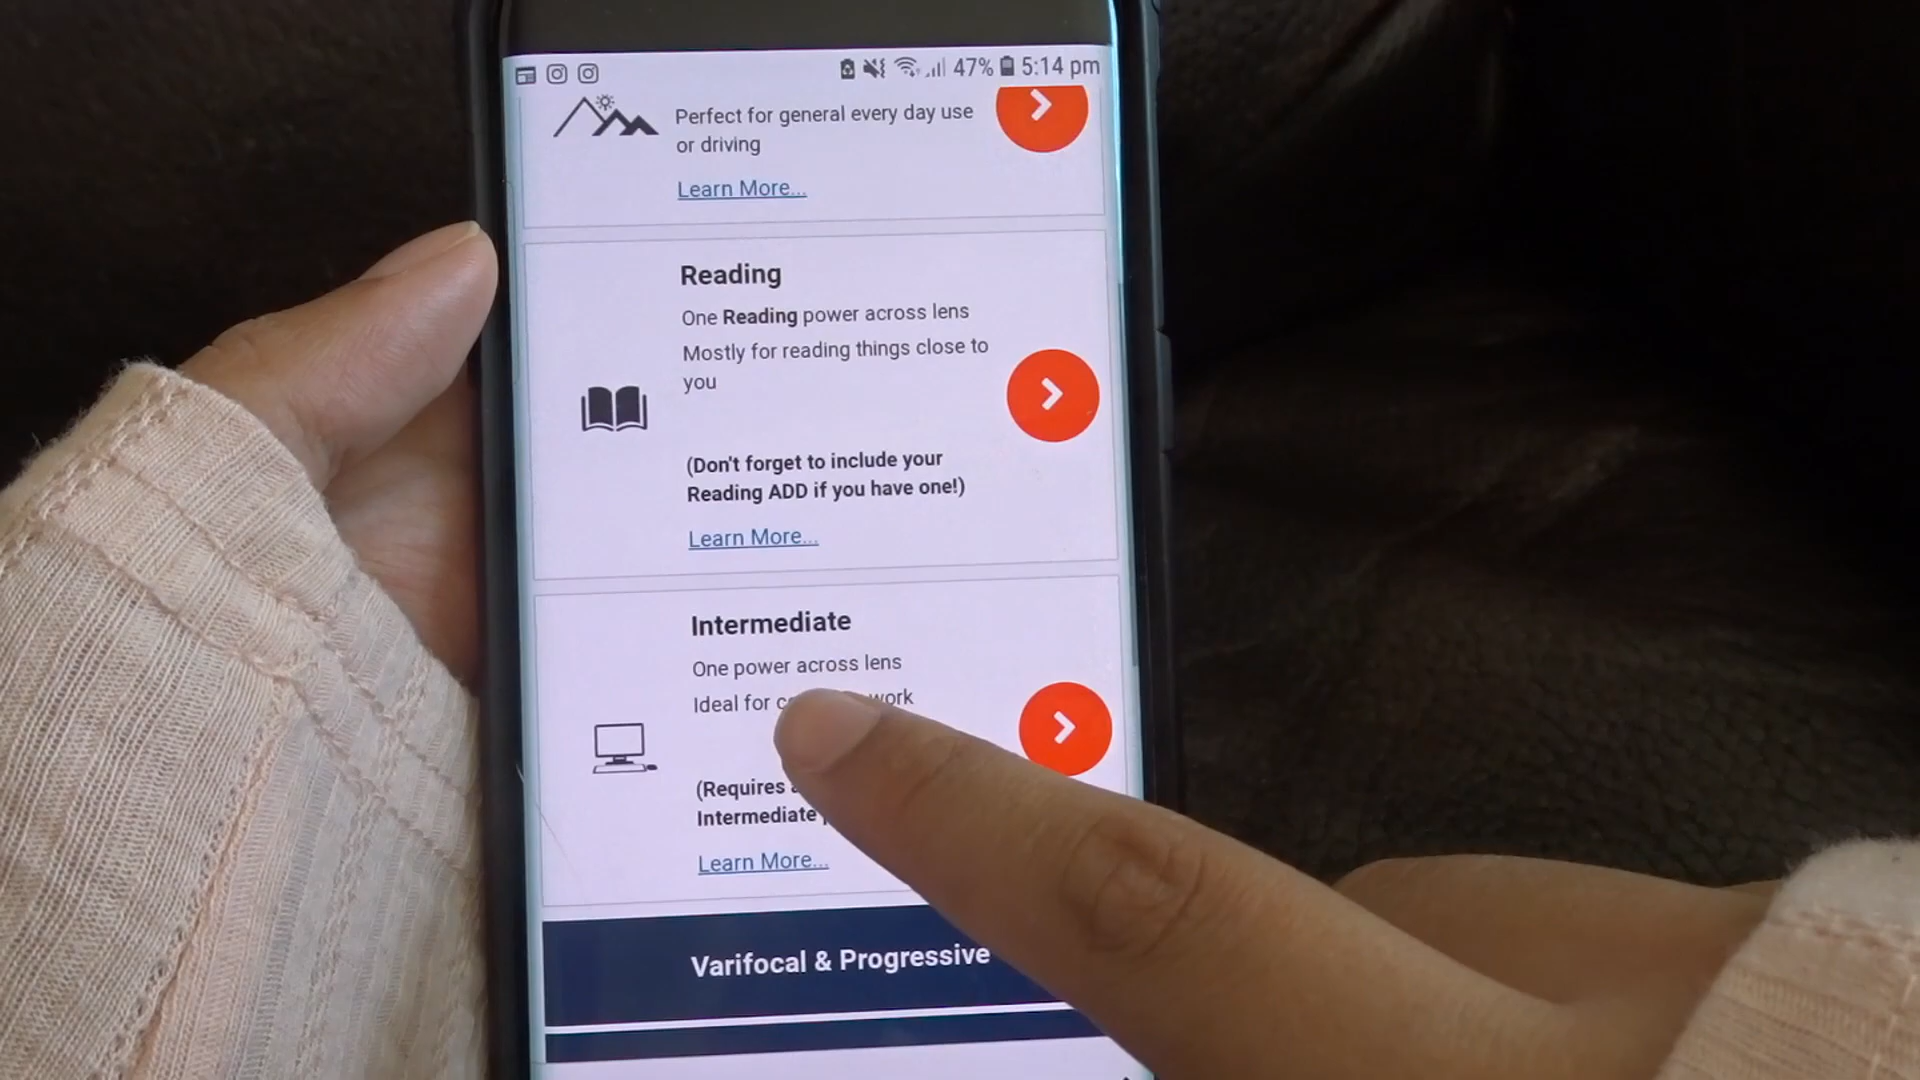 47% 5:14 pm
Perfect for general every day use
or driving
Learn More...
Reading
One Reading power across lens
Mostly for reading things close to
you
(Don't forget to include your
Reading ADD if you have one!)
Learn More...
Intermediate
One power across lens
Ideal for work
(Requires
Intermediate
Learn More...
Varifocal & Progressive